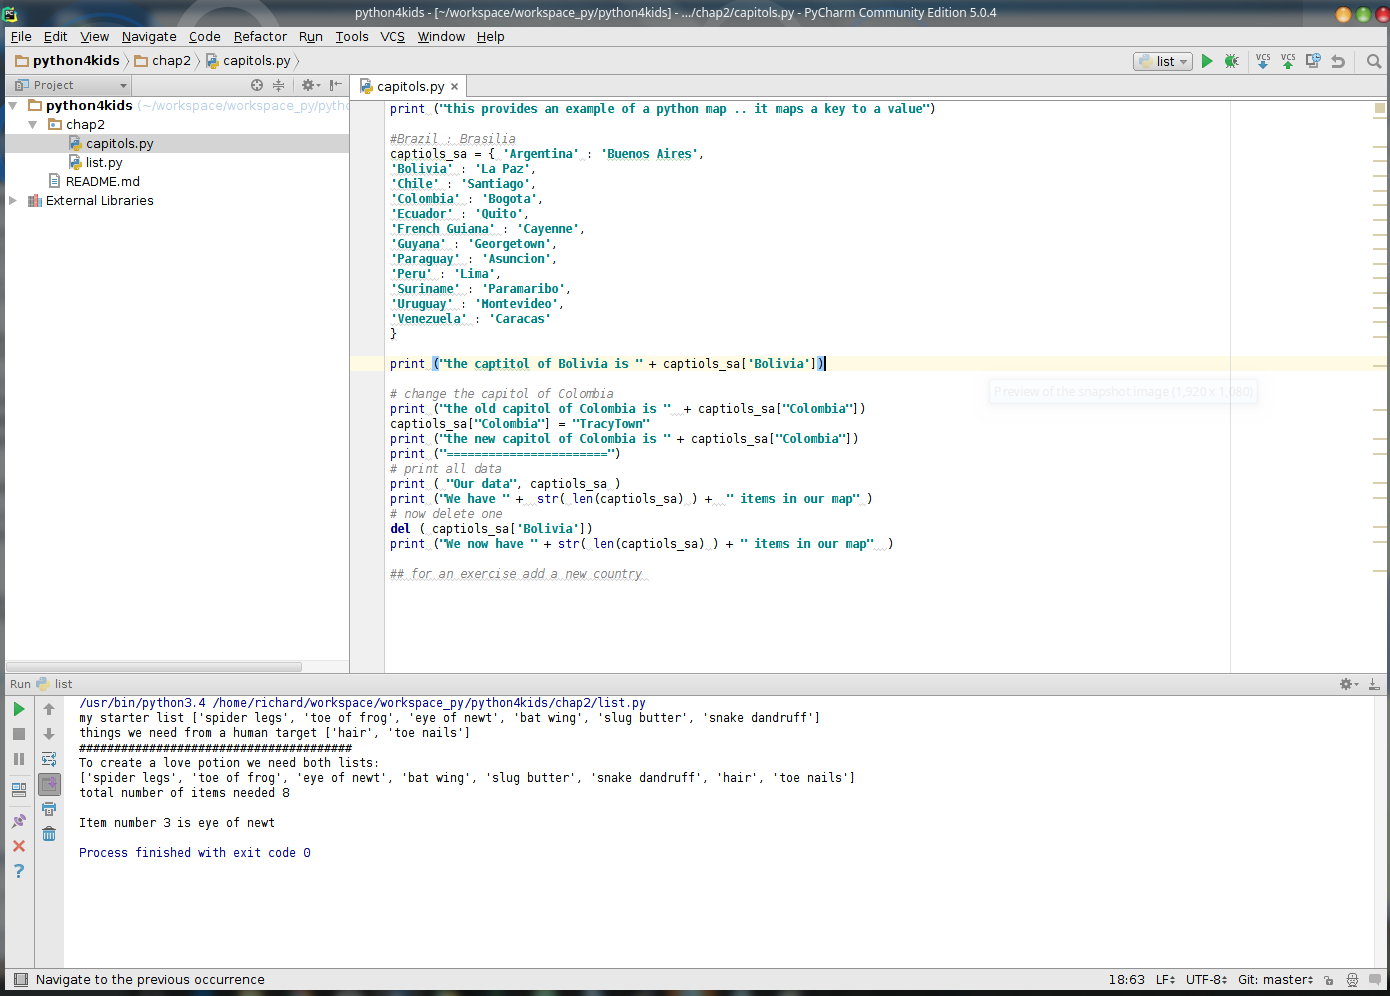 python4kids - [~/workspace/workspace_py/python4kids] - .../chap2/capitols.py - PyCharm Community Edition 5.0.4
File Edit View Navigate Code Refactor Run Tools VCS Window Help
python4kids chap2 capitols.py list VCS VCS
Project
capitols.py
python4kids (~/workspace/workspace_py/pytho
chap2
capitols.py
list.py
README.md
External Libraries
print ("this provides an example of a python map .. it maps a key to a value")
#Brazil : Brasilia
captiols_sa = { 'Argentina' : 'Buenos Aires',
'Bolivia' : 'La Paz',
'Chile' : 'Santiago',
'Colombia' : 'Bogota',
'Ecuador' : 'Quito',
'French Guiana' : 'Cayenne',
'Guyana' : 'Georgetown',
'Paraguay' : 'Asuncion',
'Peru' : 'Lima',
'Suriname' : 'Paramaribo',
'Uruguay' : 'Montevideo',
'Venezuela' : 'Caracas'
}
print ("the captitol of Bolivia is " + captiols_sa['Bolivia'])
Preview of the snapshot image (1,920 x 1,080)
# change the capitol of Colombia
print ("the old capitol of Colombia is "  + captiols_sa["Colombia"])
captiols_sa["Colombia"] = "TracyTown"
print ("the new capitol of Colombia is " + captiols_sa["Colombia"])
print ("=======================")
# print all data
print ( "Our data", captiols_sa )
print ("We have " +  str( len(captiols_sa) ) +  " items in our map" )
# now delete one
del ( captiols_sa['Bolivia'])
print ("We now have " + str( len(captiols_sa) ) + " items in our map"  )
## for an exercise add a new country
Run list
/usr/bin/python3.4 /home/richard/workspace/workspace_py/python4kids/chap2/list.py
my starter list ['spider legs', 'toe of frog', 'eye of newt', 'bat wing', 'slug butter', 'snake dandruff']
things we need from a human target ['hair', 'toe nails']
#######################################
To create a love potion we need both lists:
['spider legs', 'toe of frog', 'eye of newt', 'bat wing', 'slug butter', 'snake dandruff', 'hair', 'toe nails']
total number of items needed 8
Item number 3 is eye of newt
Process finished with exit code 0
Navigate to the previous occurrence 18:63 LF UTF-8 Git: master